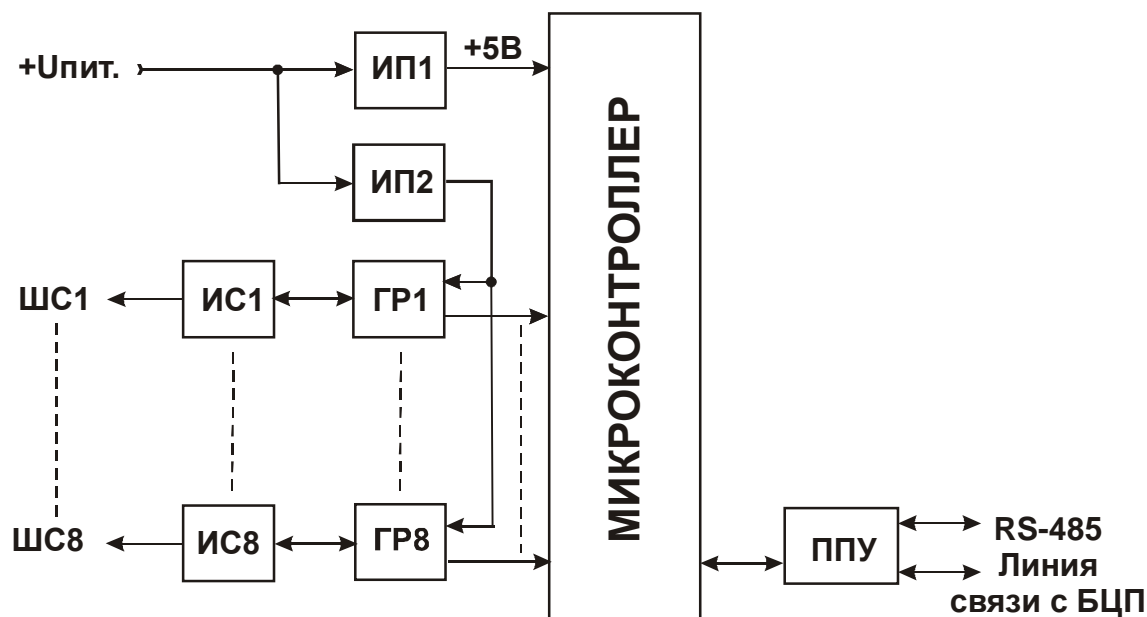 +Uпит.
ИП1
+5В
ИП2
ШС1
ИС1
ГР1
МИКРОКОНТРОЛЛЕР
ШС8
ИС8
ГР8
ППУ
RS-485
Линия
связи с БЦП